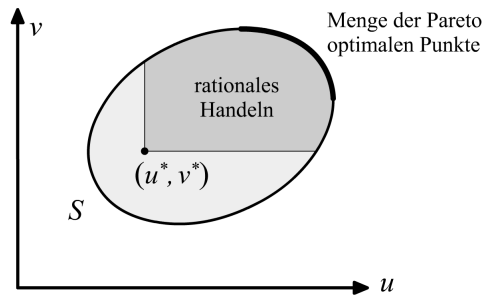 v
Menge der Pareto
optimalen Punkte
rationales
Handeln
(u*, v*)
S
u